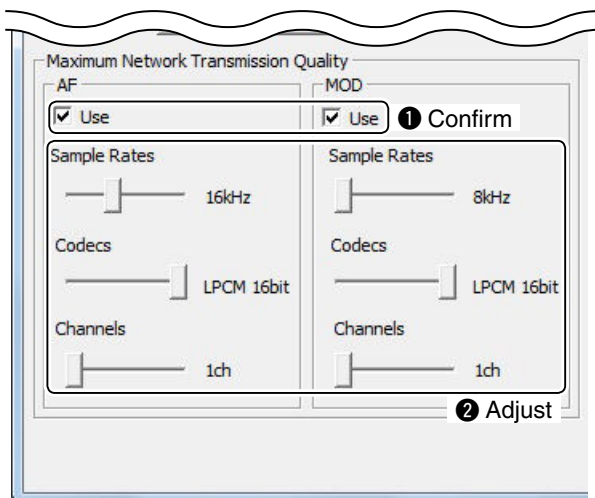 Maximum Network Transmission Quality
AF
MOD
Use
Use
❶ Confirm
Sample Rates
Sample Rates
16kHz
8kHz
Codecs
Codecs
LPCM 16bit
LPCM 16bit
Channels
Channels
1ch
1ch
❷ Adjust